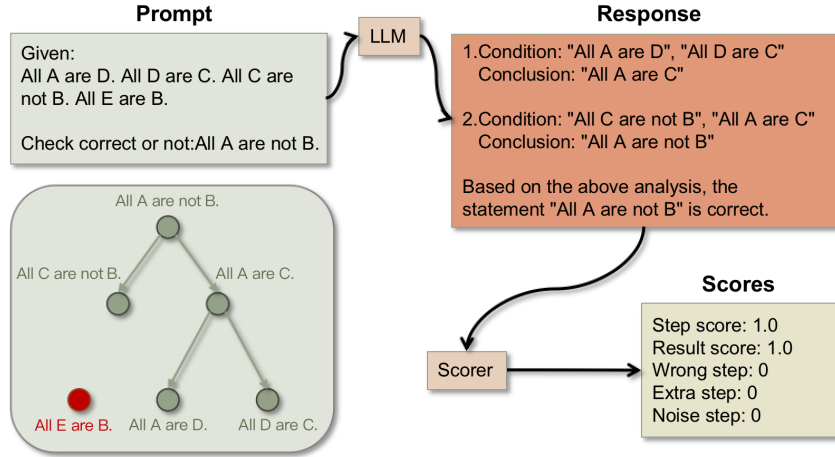 Prompt
Given:
All A are D. All D are C. All C are
not B. All E are B.
Check correct or not:All A are not B.
LLM
Response
1.Condition: "All A are D", "All D are C"
Conclusion: "All A are C"
2.Condition: "All C are not B", "All A are C"
Conclusion: "All A are not B"
Based on the above analysis, the
statement "All A are not B" is correct.
All A are not B.
All C are not B.
All A are C.
All E are B.
All A are D.
All D are C.
Scorer
Scores
Step score: 1.0
Result score: 1.0
Wrong step: 0
Extra step: 0
Noise step: 0